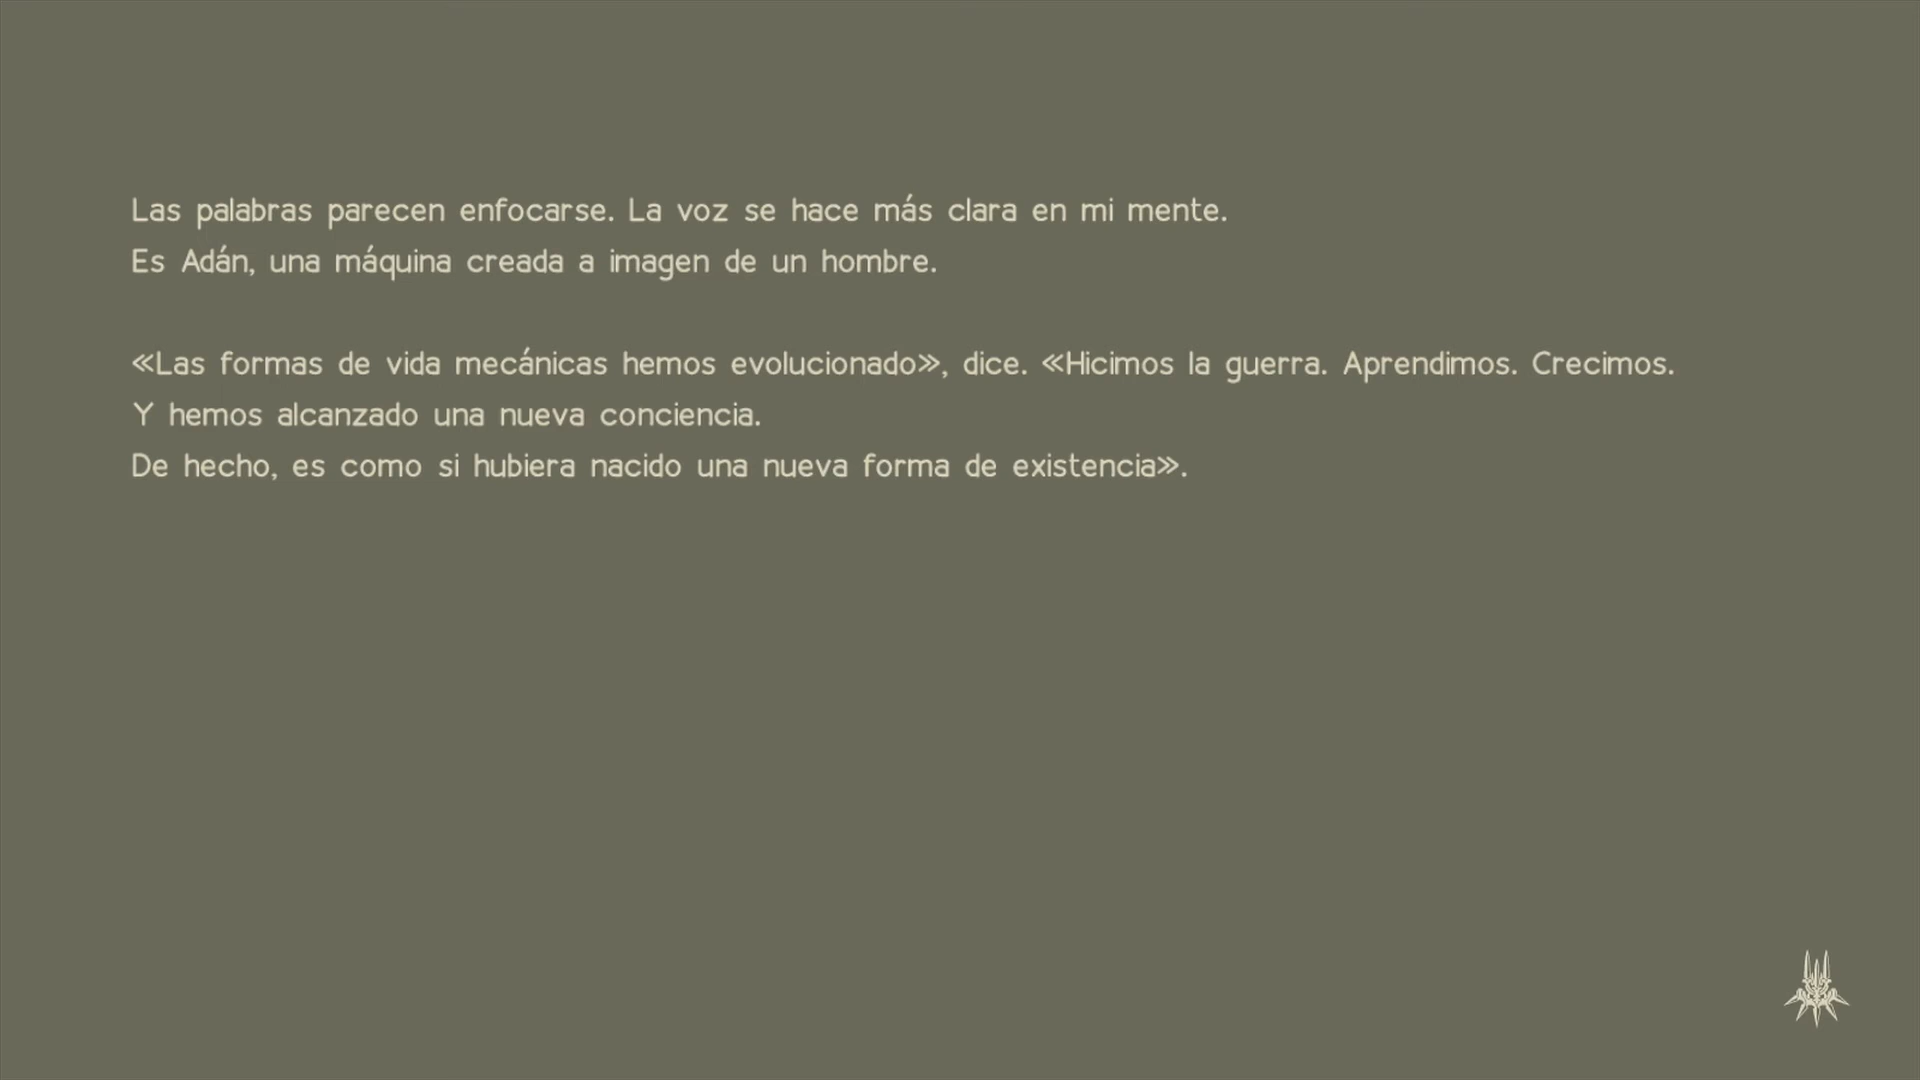 Las palabras parecen enfocarse. La voz se hace más clara en mi mente.
Es Adán, una máquina creada a imagen de un hombre.
«Las formas de vida mecánicas hemos evolucionado», dice. «Hicimos la guerra. Aprendimos. Crecimos.
Y hemos alcanzado una nueva conciencia.
De hecho, es como si hubiera nacido una nueva forma de existencia».